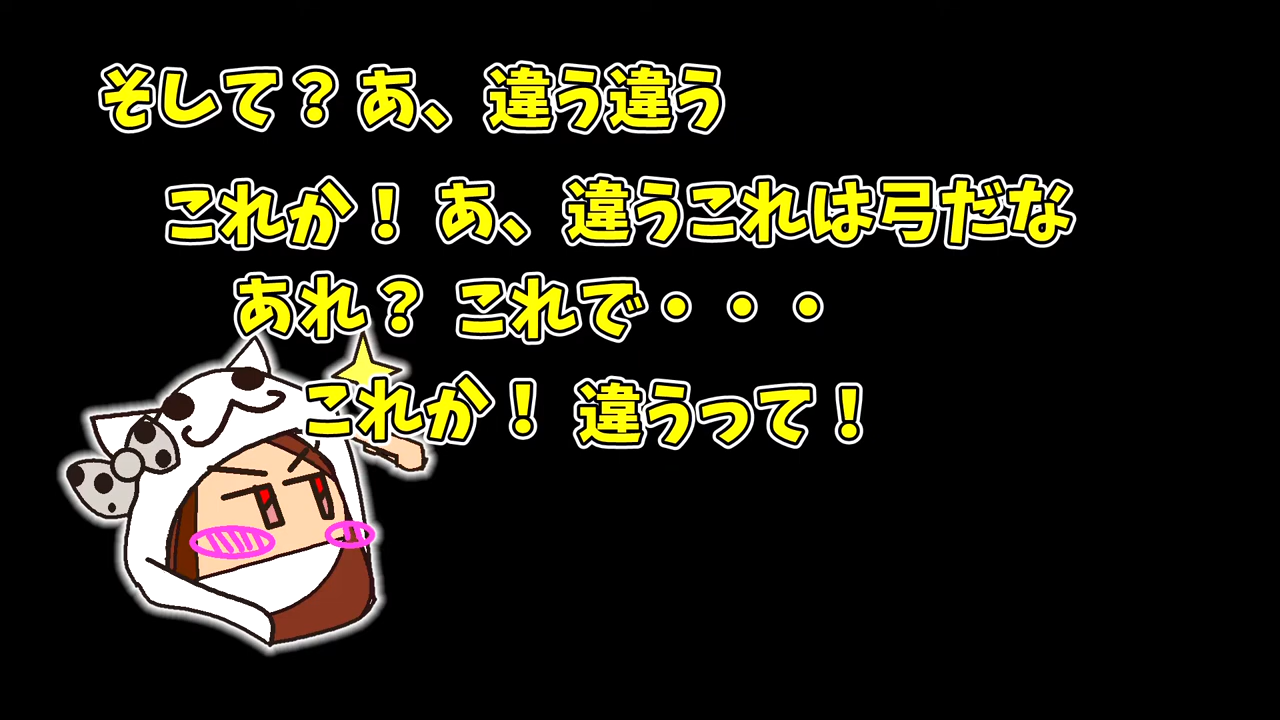 そして？あ、違う違う
これか！あ、違うこれは弓だな
あれ？これで・・・
これか！違うって！